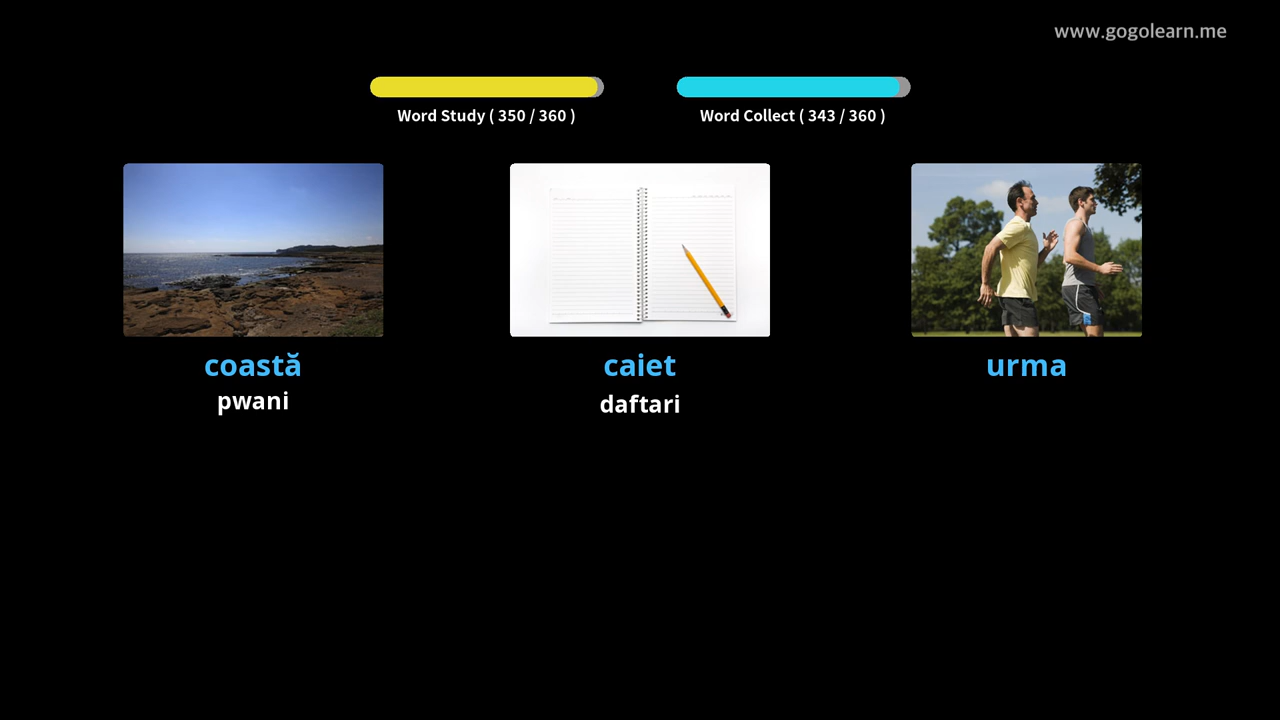 www.gogolearn.me
Word Study ( 350 / 360 )
Word Collect ( 343 / 360 )
coastă
pwani
caiet
daftari
urma